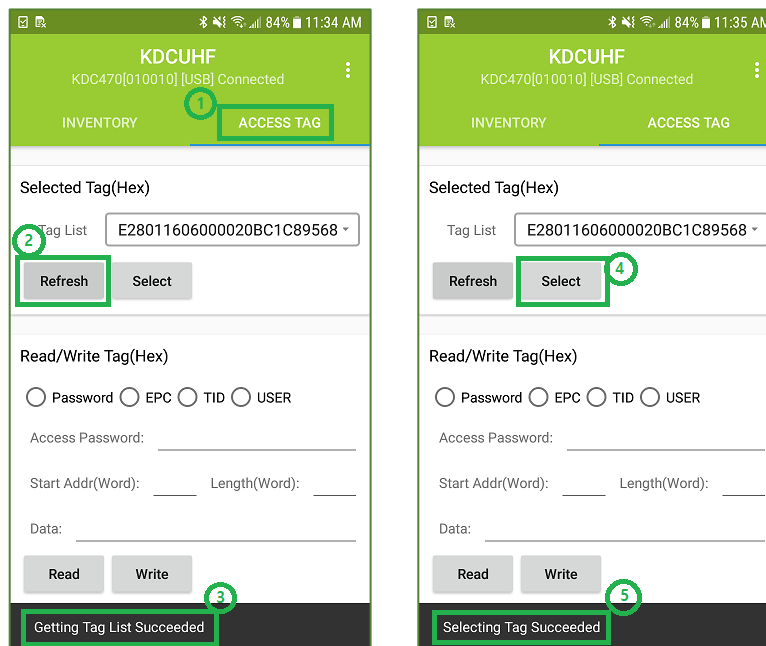 84% 11:34 AM
KDCUHF
KDC470[010010] [USB] Connected
1
INVENTORY ACCESS TAG
Selected Tag(Hex)
2
Tag List E28011606000020BC1C89568
Refresh Select
Read/Write Tag(Hex)
Password EPC TID USER
Access Password:
Start Addr(Word): Length(Word):
Data:
Read Write
3
Getting Tag List Succeeded
84% 11:35 AM
KDCUHF
KDC470[010010] [USB] Connected
INVENTORY ACCESS TAG
Selected Tag(Hex)
Tag List E28011606000020BC1C89568
4
Refresh Select
Read/Write Tag(Hex)
Password EPC TID USER
Access Password:
Start Addr(Word): Length(Word):
Data:
Read Write
5
Selecting Tag Succeeded